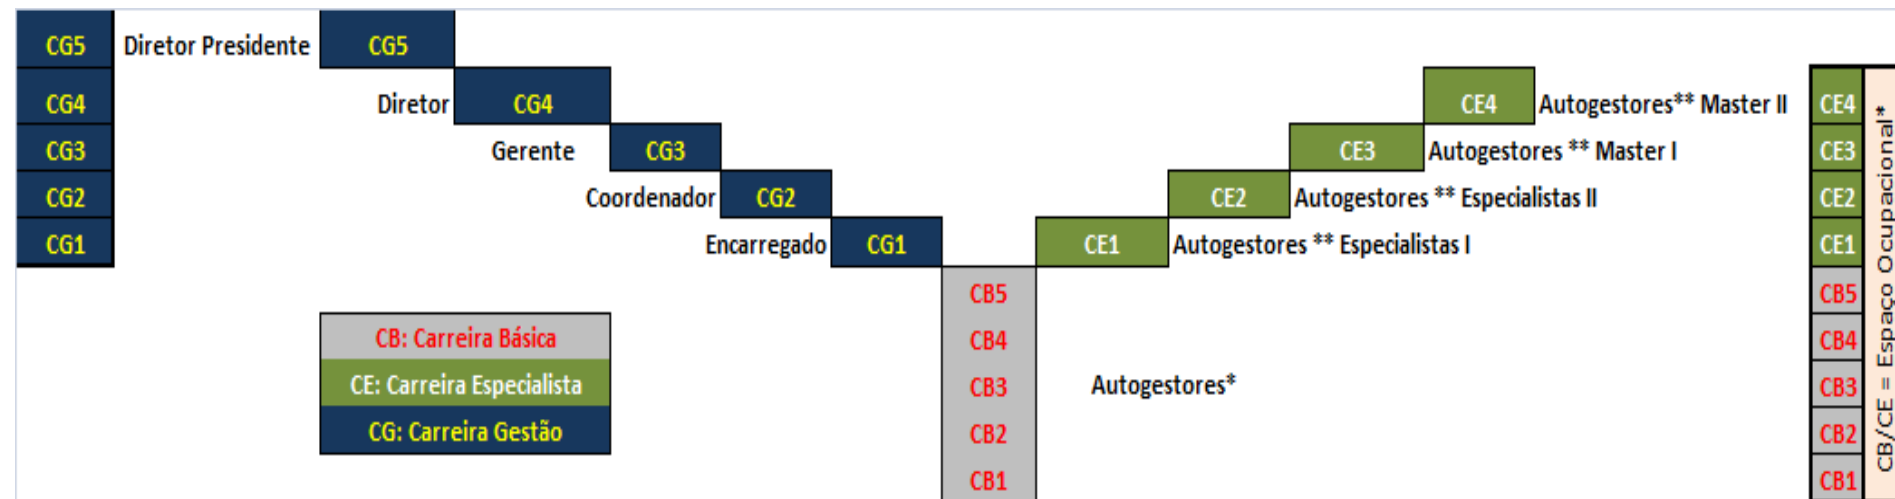 CG5 Diretor Presidente CG5
CG4 Diretor CG4 CE4 Autogestores** Master II CE4
CG3 Gerente CG3 CE3 Autogestores ** Master I CE3
CG2 Coordenador CG2 CE2 Autogestores ** Especialistas II CE2
CG1 Encarregado CG1 CE1 Autogestores ** Especialistas I CE1
CB5 CB5
CB: Carreira Básica CB4 CB4
CE: Carreira Especialista CB3 Autogestores* CB3
CG: Carreira Gestão CB2 CB2
CB1 CB1
CB/CE = Espaço Ocupacional*